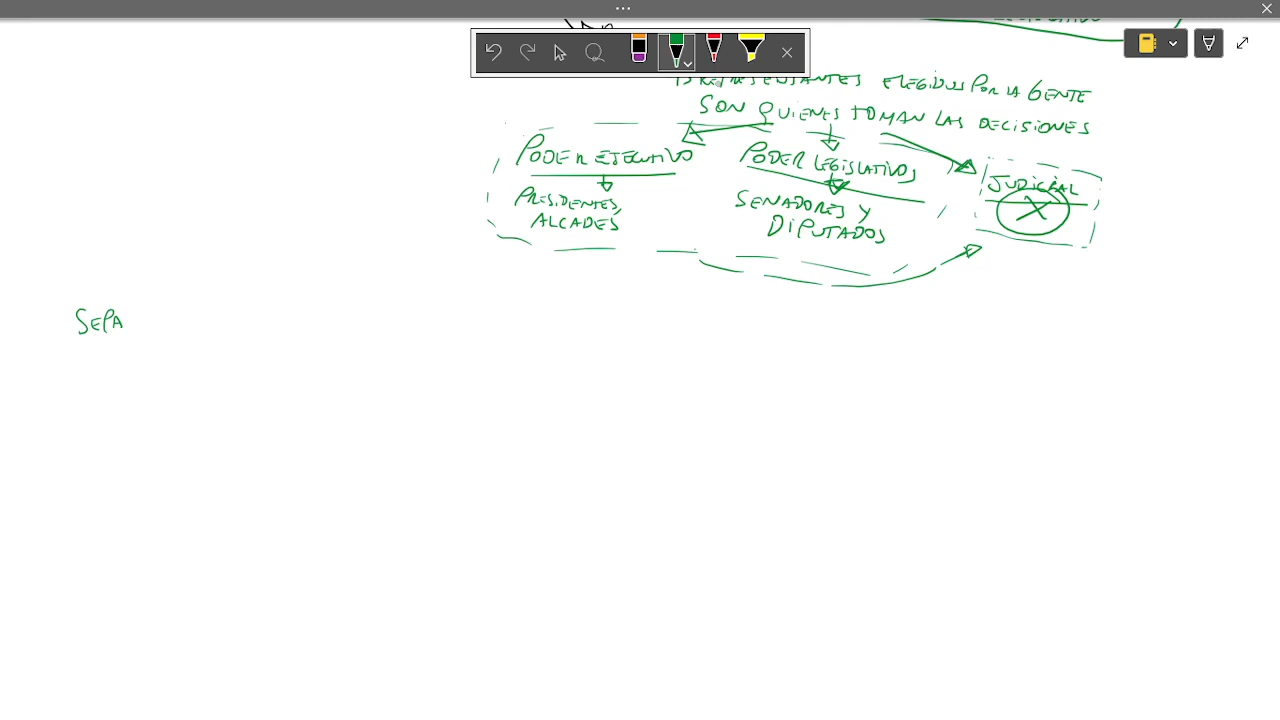 REPRESENTANTES ELEGIDOS POR LA GENTE
SON QUIENES TOMAN LAS DECISIONES
PODER EJECUTIVO
PRESIDENTES,
ALCADES
PODER LEGISLATIVOS
SENADORES Y
DIPUTADOS
JUDICIAL
X
SEPA